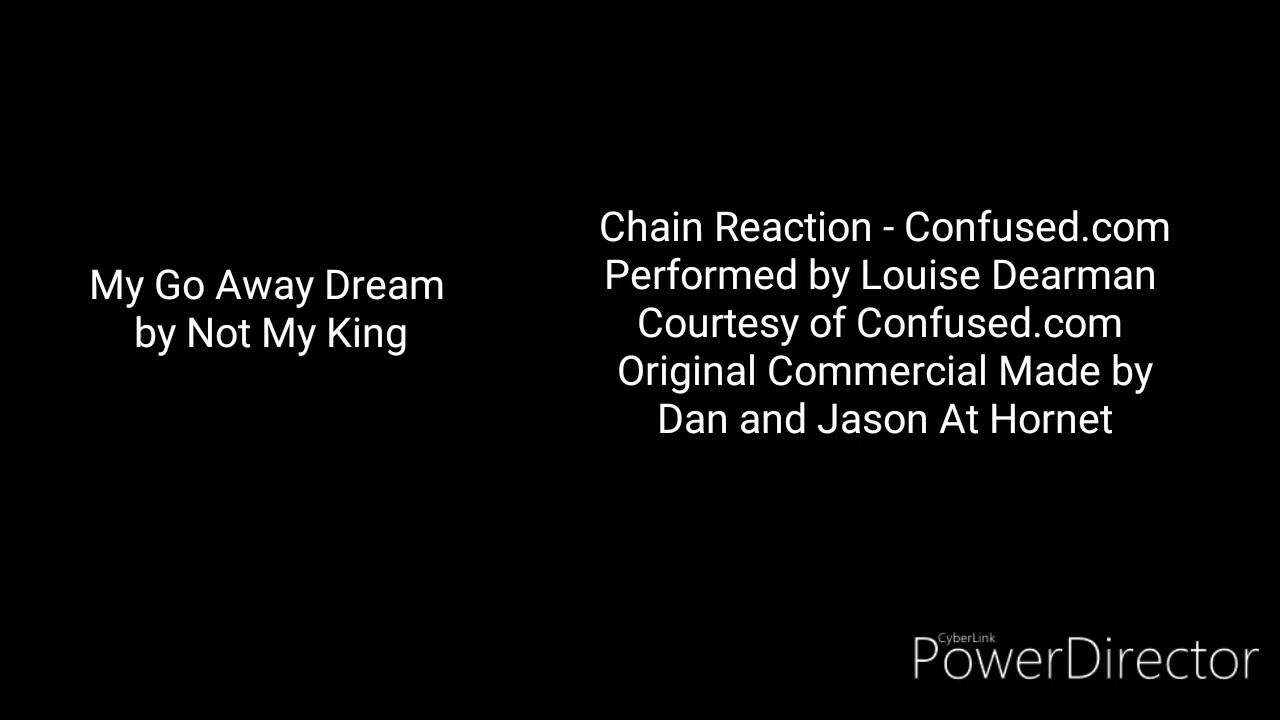 My Go Away Dream
by Not My King
Chain Reaction - Confused.com
Performed by Louise Dearman
Courtesy of Confused.com
Original Commercial Made by
Dan and Jason At Hornet
CyberLink
PowerDirector